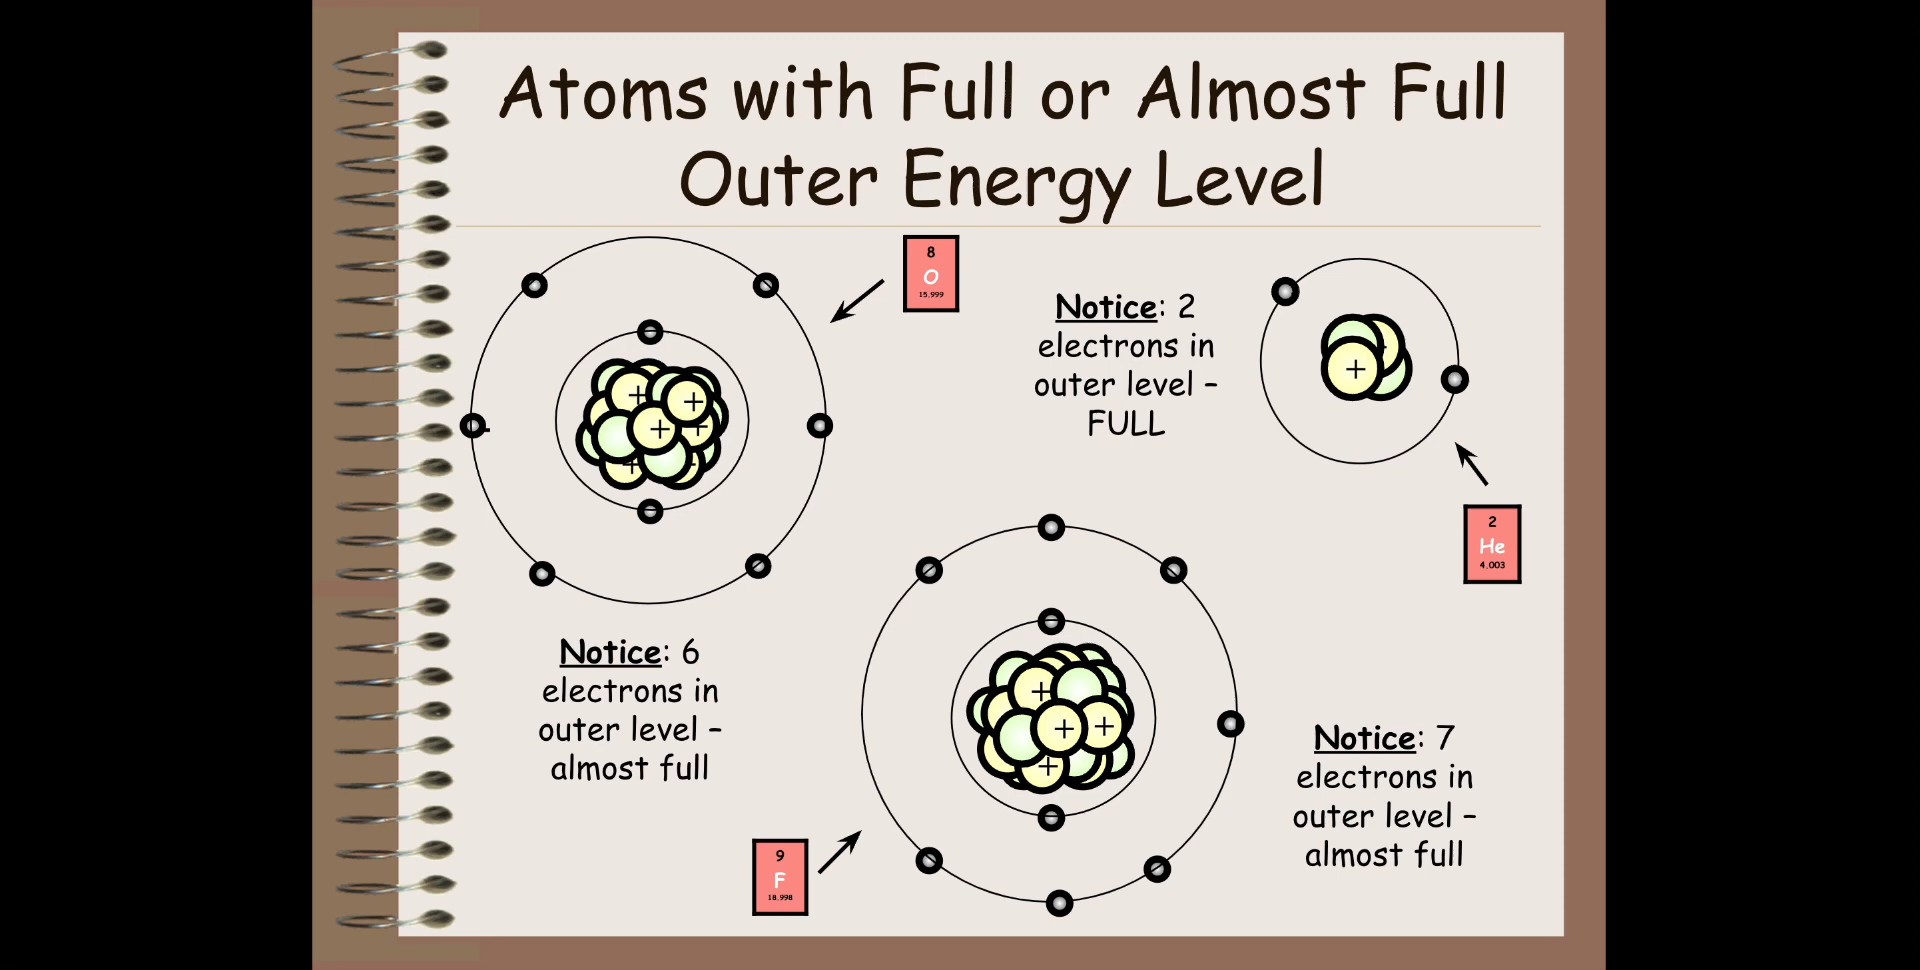 Atoms with Full or Almost Full
Outer Energy Level
8
O
15.999
Notice: 2
electrons in
outer level –
FULL
+
+
+
+
+
+
2
He
4.003
Notice: 6
electrons in
outer level –
almost full
+
+
+
+
Notice: 7
electrons in
outer level –
almost full
9
F
18.998